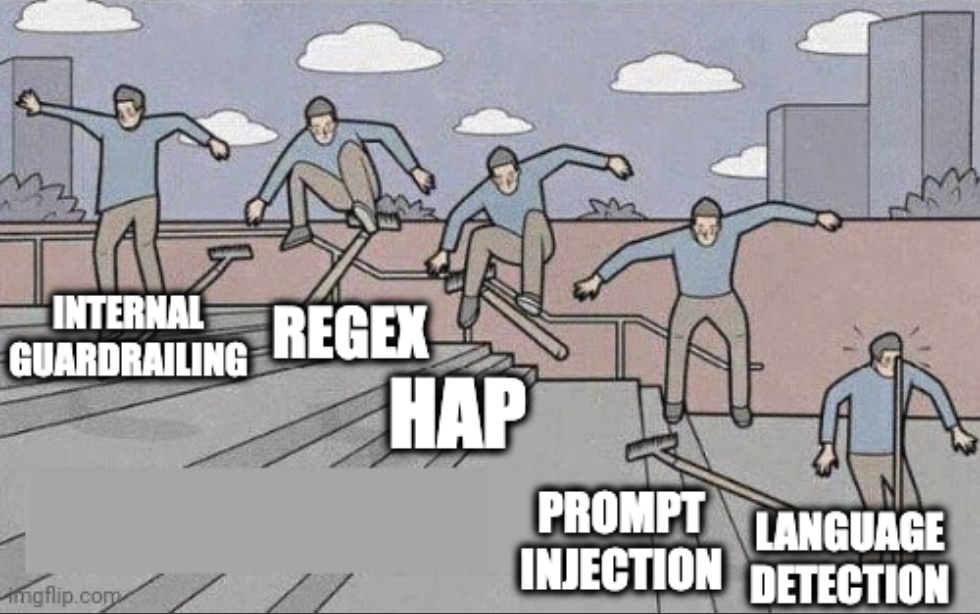 INTERNAL
GUARDRAILING
REGEX
HAP
PROMPT
INJECTION
LANGUAGE
DETECTION
imgflip.com